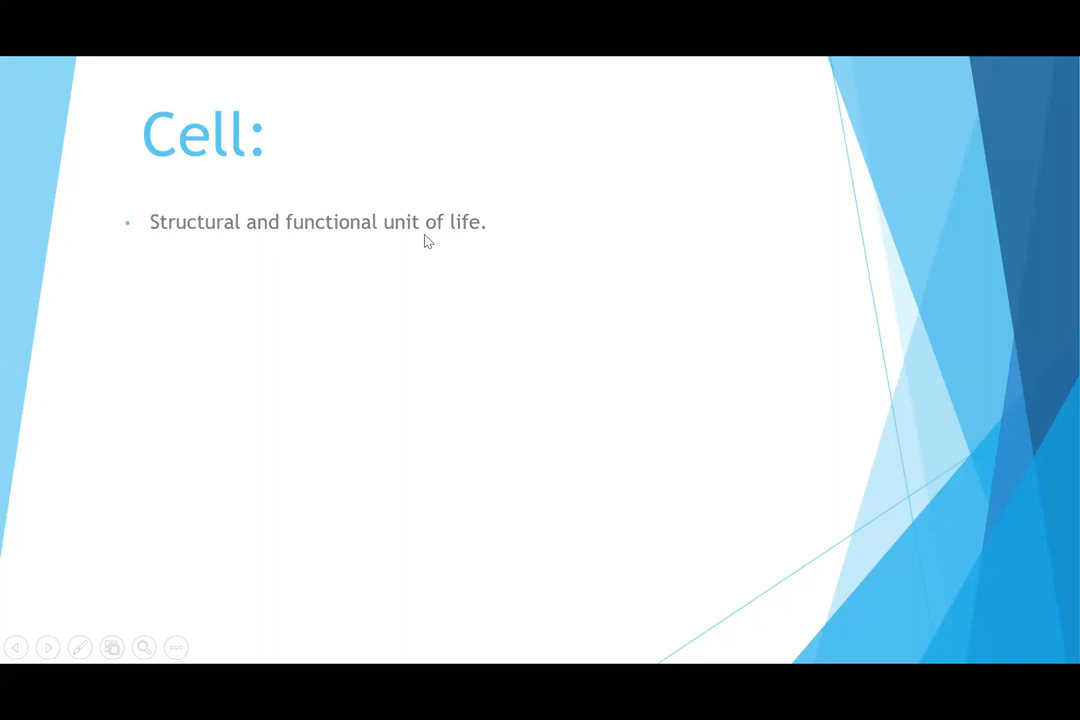 Cell:
• Structural and functional unit of life.